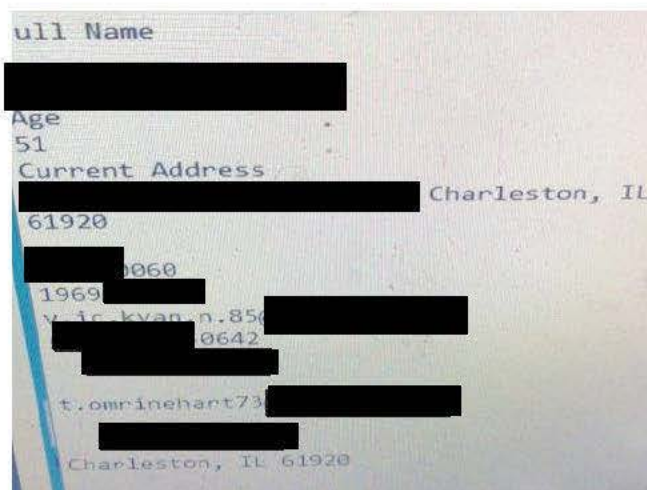 ull Name
Age
51
Current Address
Charleston, IL
61920
0060
1969
0642
t.omrinehart73
Charleston, IL 61920